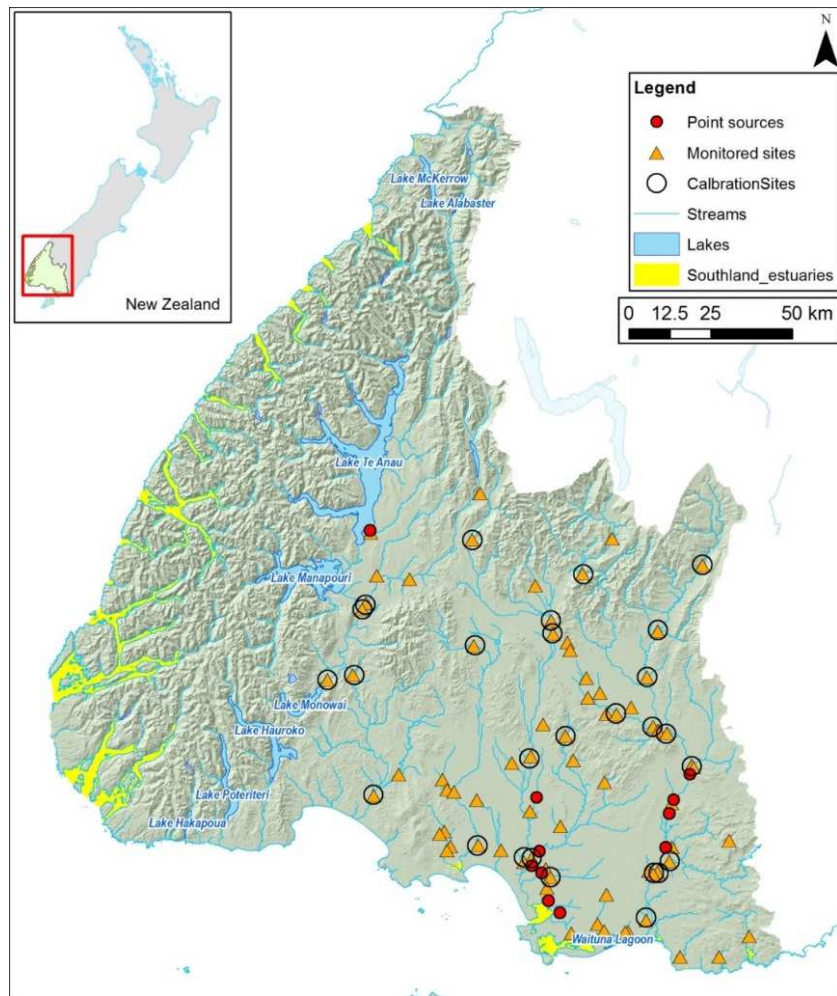 New Zealand
N
Legend
Point sources
Monitored sites
CalbrationSites
Streams
Lakes
Southland_estuaries
0 12.5 25 50 km
Lake McKerrow
Lake Alabaster
Lake Te Anau
Lake Manapouri
Lake Monowai
Lake Hauroko
Lake Poteriteri
Lake Hakapoua
Waituna Lagoon